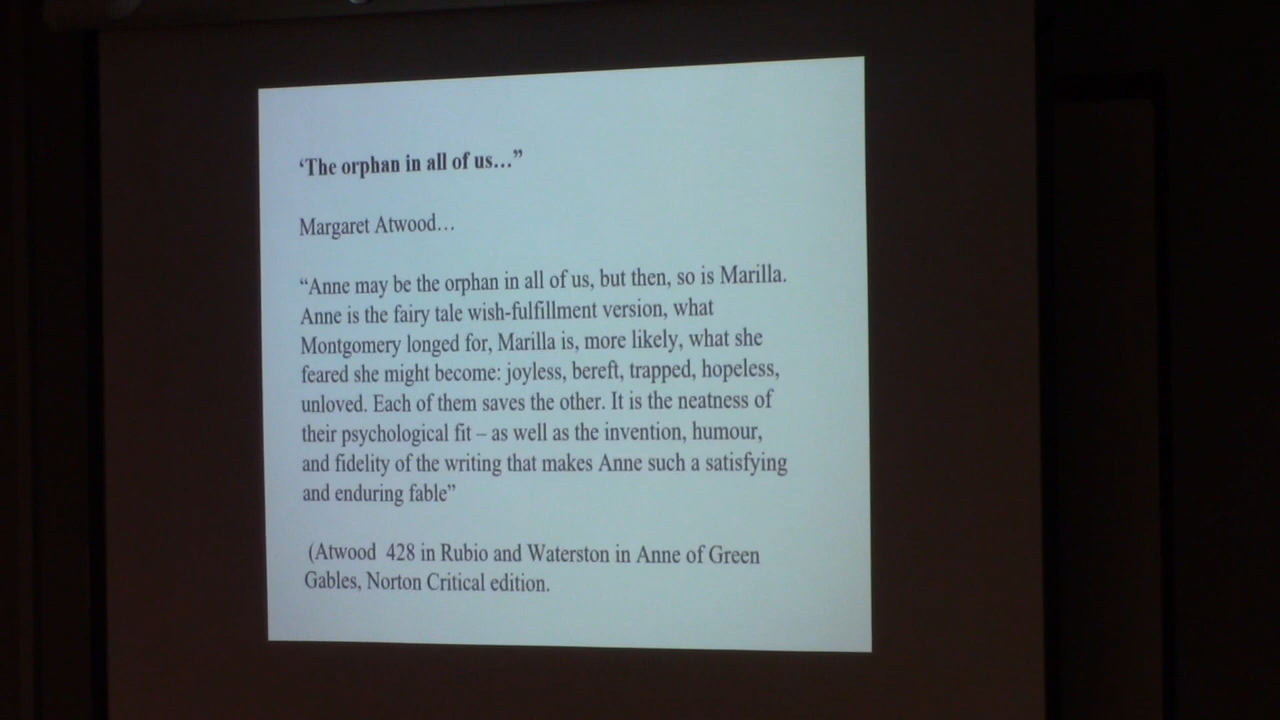 ‘The orphan in all of us…”
Margaret Atwood…
“Anne may be the orphan in all of us, but then, so is Marilla.
Anne is the fairy tale wish-fulfillment version, what
Montgomery longed for, Marilla is, more likely, what she
feared she might become: joyless, bereft, trapped, hopeless,
unloved. Each of them saves the other. It is the neatness of
their psychological fit – as well as the invention, humour,
and fidelity of the writing that makes Anne such a satisfying
and enduring fable”
(Atwood  428 in Rubio and Waterston in Anne of Green
Gables, Norton Critical edition.